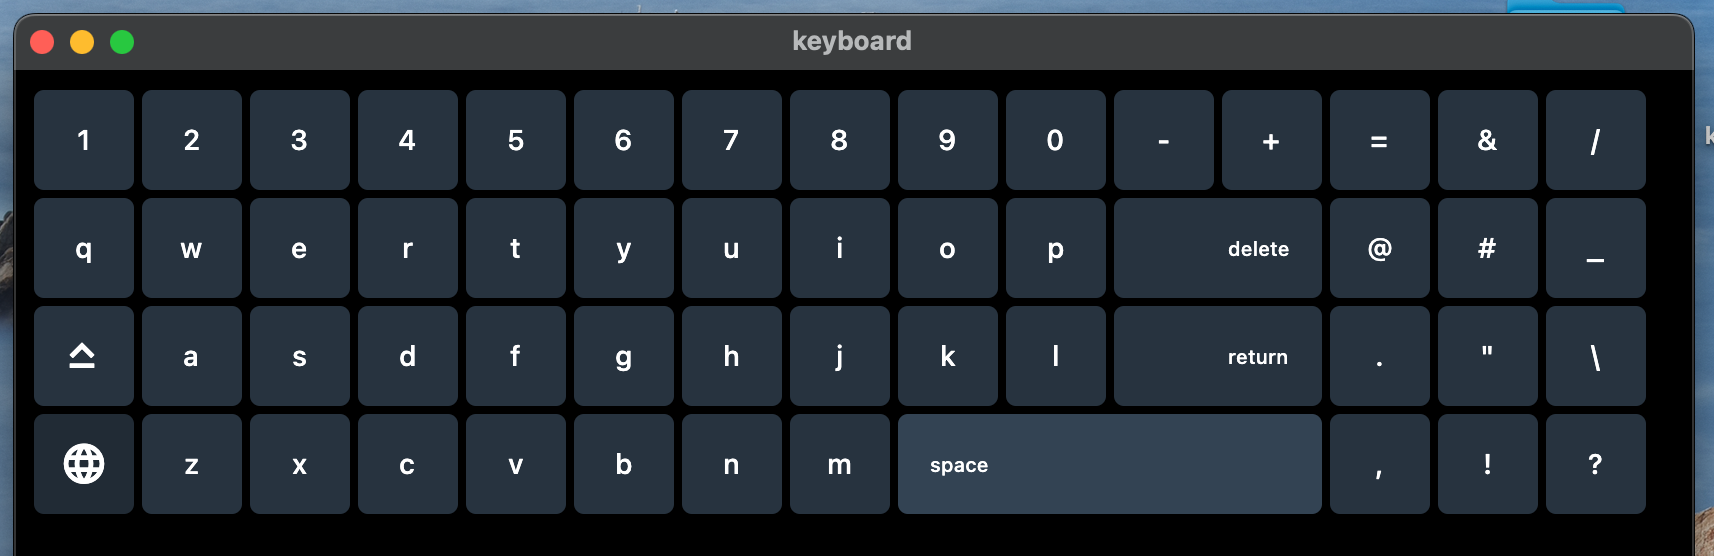 keyboard
1 2 3 4 5 6 7 8 9 0 - + = & /
q w e r t y u i o p delete @ # _
a s d f g h j k l return . " \
z x c v b n m space , ! ?